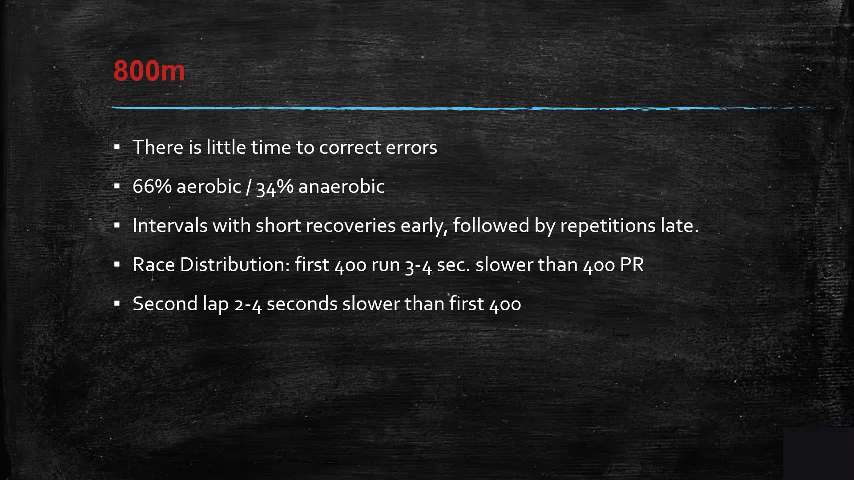 800m
▪ There is little time to correct errors
▪ 66% aerobic / 34% anaerobic
▪ Intervals with short recoveries early, followed by repetitions late.
▪ Race Distribution: first 400 run 3-4 sec. slower than 400 PR
▪ Second lap 2-4 seconds slower than first 400